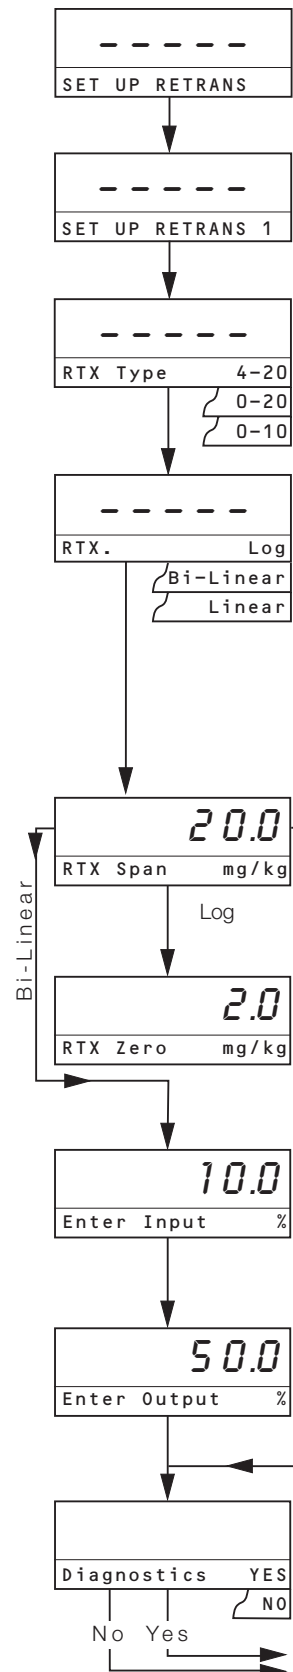 – – – – –
SET UP RETRANS
– – – – –
SET UP RETRANS 1
– – – – –
RTX Type 4–20
0–20
0–10
– – – – –
RTX. Log
Bi–Linear
Linear
20.0
RTX Span mg/kg
Bi-Linear
Log
2.0
RTX Zero mg/kg
10.0
Enter Input %
50.0
Enter Output %
Diagnostics YES
NO
No Yes